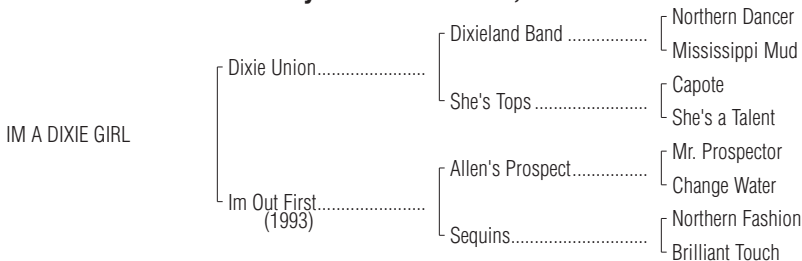 Northern Dancer
Dixieland Band ..................
Mississippi Mud
Dixie Union.......................
Capote
She's Tops ........................
She's a Talent
IM A DIXIE GIRL
Mr. Prospector
Allen's Prospect................
Change Water
Im Out First.......................
(1993)
Northern Fashion
Sequins.............................
Brilliant Touch